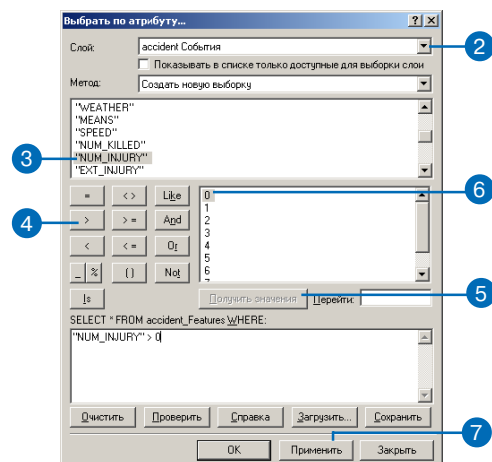 Выбрать по атрибуту...
Слой: accident События
2
Показывать в списке только доступные для выборки слои
Метод: Создать новую выборку
"WEATHER"
"MEANS"
"SPEED"
"NUM_KILLED"
3
"NUM_INJURY"
"EXT_INJURY"
= <> Like
4
> >= And
< <= Or
_ % () Not
Is
6
0
1
2
3
4
5
6
Получить значения Перейти:
5
SELECT * FROM accident_Features WHERE:
"NUM_INJURY" > 0
Очистить Проверить Справка Загрузить... Сохранить
7
OK Применить Закрыть